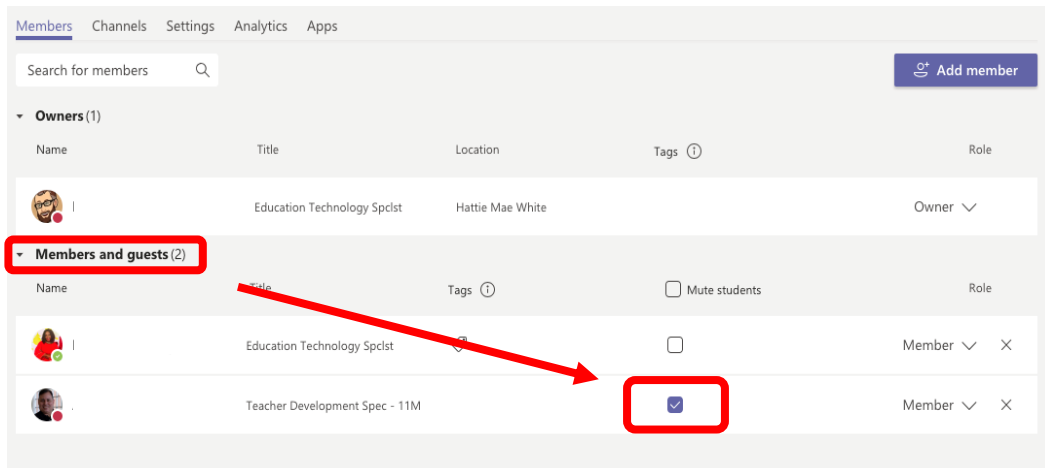 Members Channels Settings Analytics Apps
Search for members Add member
Owners (1)
Name Title Location Tags Role
Education Technology Spclst Hattie Mae White Owner
Members and guests (2)
Name Title Tags Mute students Role
Education Technology Spclst Member
Teacher Development Spec - 11M Member